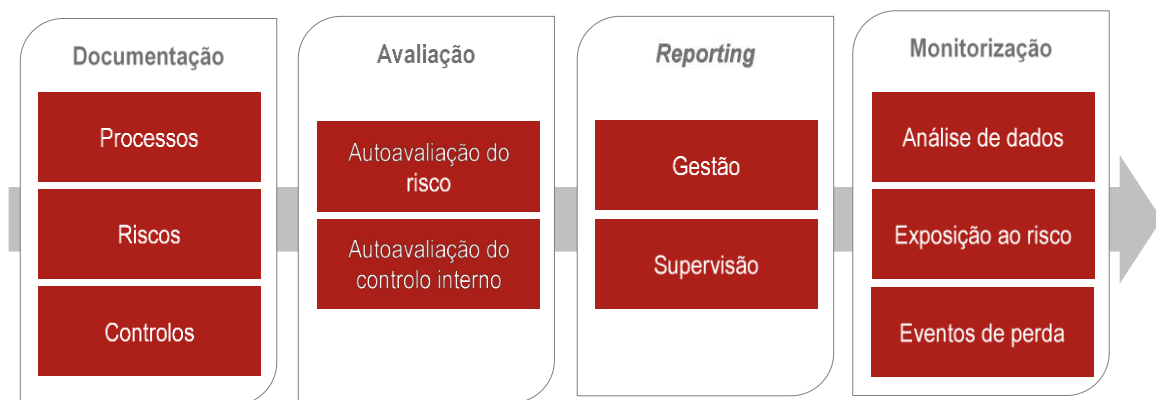 Documentação
Processos
Riscos
Controlos
Avaliação
Autoavaliação do
risco
Autoavaliação do
controlo interno
Reporting
Gestão
Supervisão
Monitorização
Análise de dados
Exposição ao risco
Eventos de perda